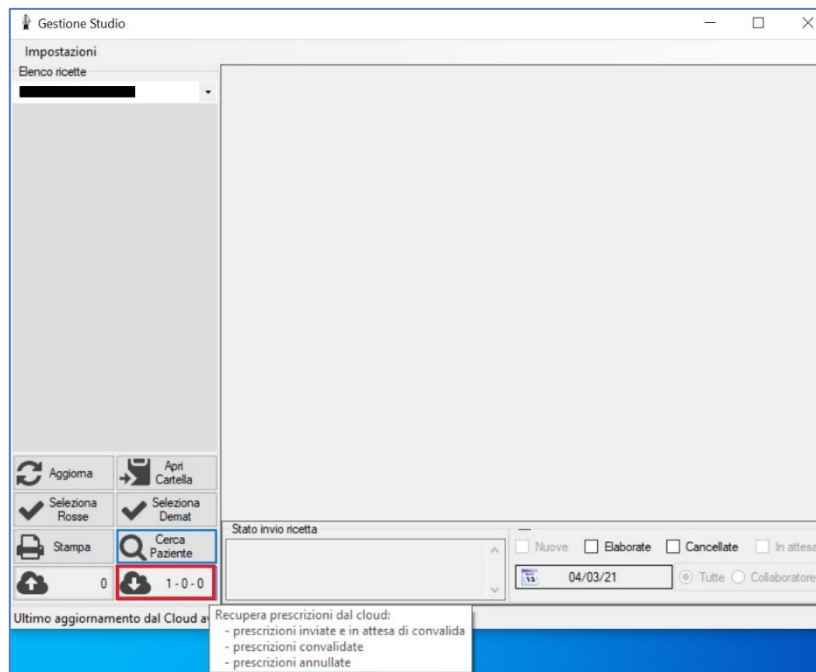 Gestione Studio
Impostazioni
Elenco ricette
Aggiorna
Apri
Cartella
Seleziona
Rosse
Seleziona
Demat
Stampa
Cerca
Paziente
0
1 - 0 - 0
Stato invio ricetta
----
Nuove
Elaborate
Cancellate
In attesa
04/03/21
Tutte
Collaboratore
Ultimo aggiornamento dal Cloud av
Recupera prescrizioni dal cloud:
- prescrizioni inviate e in attesa di convalida
- prescrizioni convalidate
- prescrizioni annullate